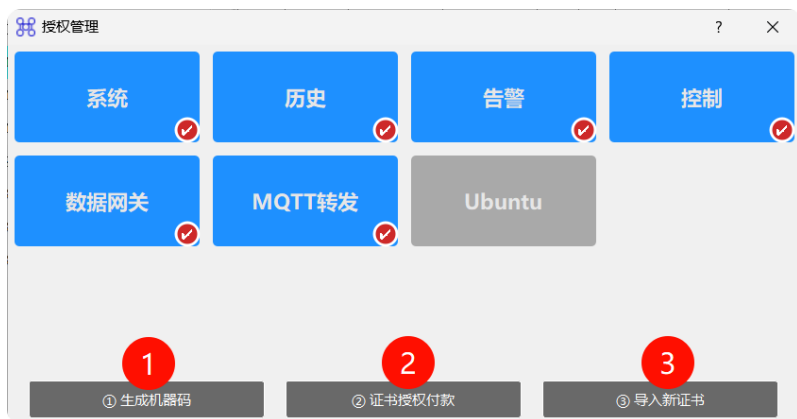 授权管理
?
系统
历史
告警
控制
数据网关
MQTT转发
Ubuntu
1
2
3
① 生成机器码
② 证书授权付款
③ 导入新证书